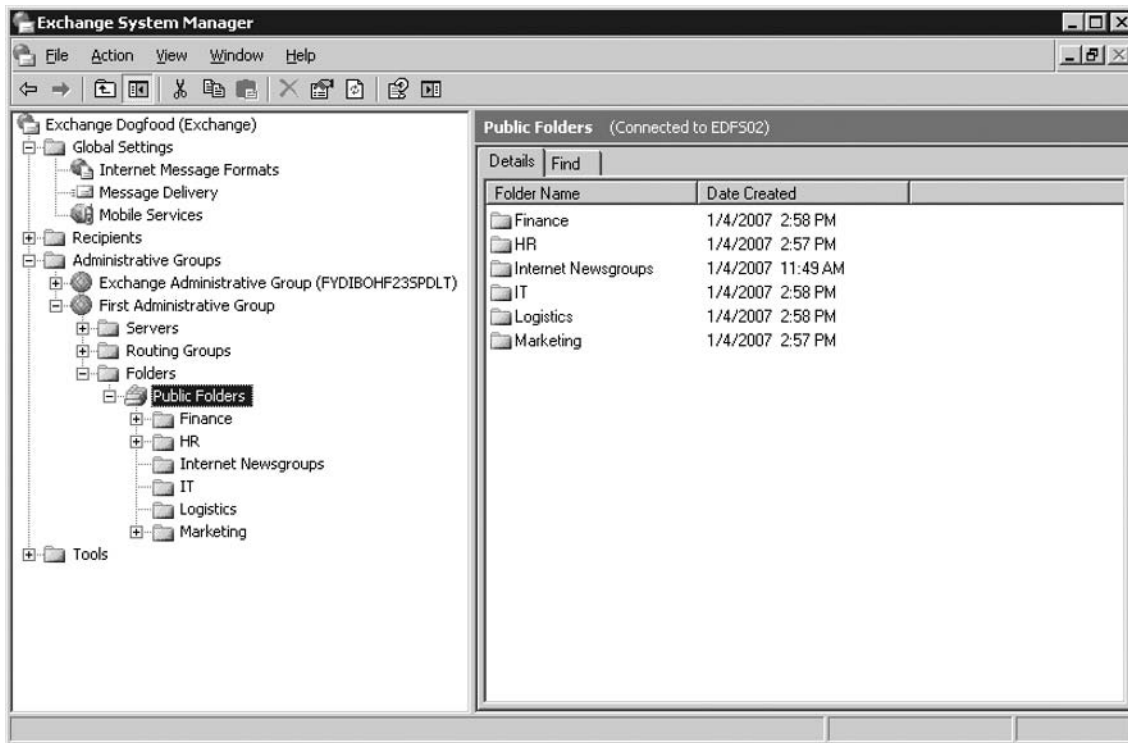 Exchange System Manager
File Action View Window Help
Exchange Dogfood (Exchange)
Global Settings
Internet Message Formats
Message Delivery
Mobile Services
Recipients
Administrative Groups
Exchange Administrative Group (FYDIBOHF23SPDLT)
First Administrative Group
Servers
Routing Groups
Folders
Public Folders
Finance
HR
Internet Newsgroups
IT
Logistics
Marketing
Tools
Public Folders (Connected to EDFS02)
Details Find
Folder Name Date Created
Finance 1/4/2007 2:58 PM
HR 1/4/2007 2:57 PM
Internet Newsgroups 1/4/2007 11:49 AM
IT 1/4/2007 2:58 PM
Logistics 1/4/2007 2:58 PM
Marketing 1/4/2007 2:57 PM